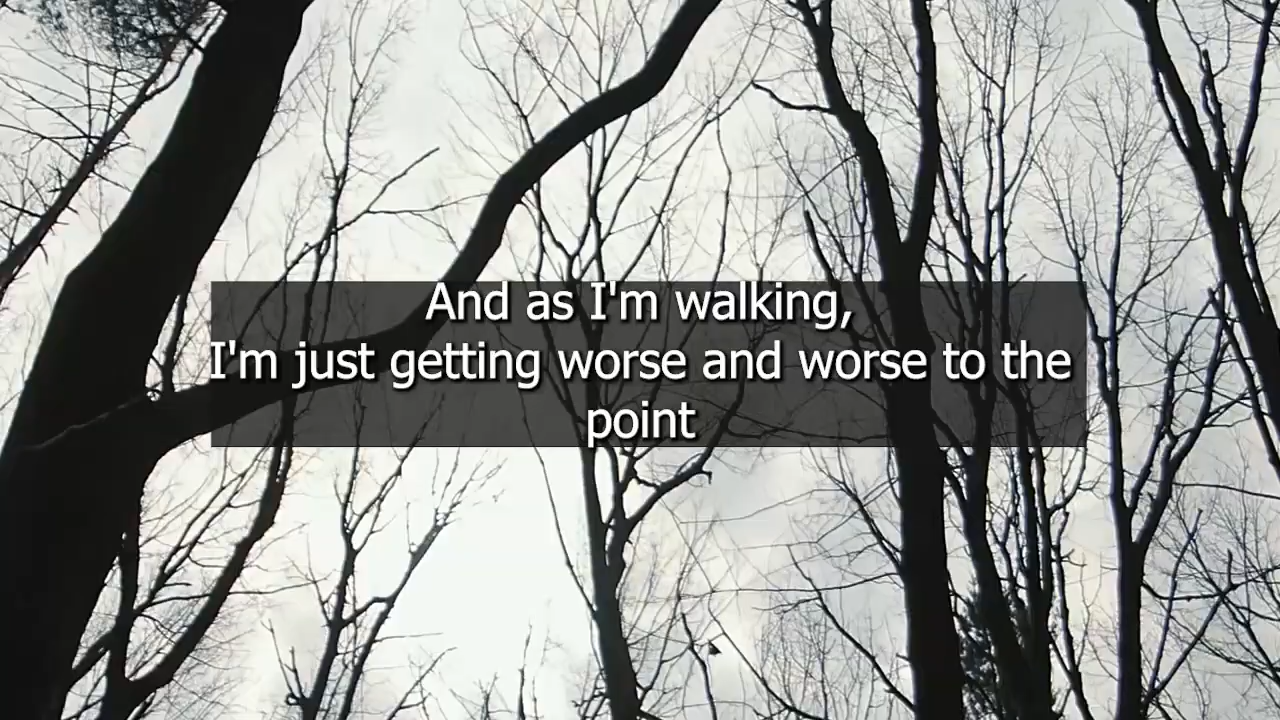 And as I'm walking,
I'm just getting worse and worse to the
point